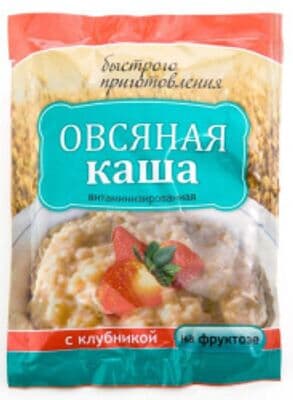 быстрого
приготовления
ОВСЯНАЯ
каша
витаминизированная
с клубникой
на фруктозе